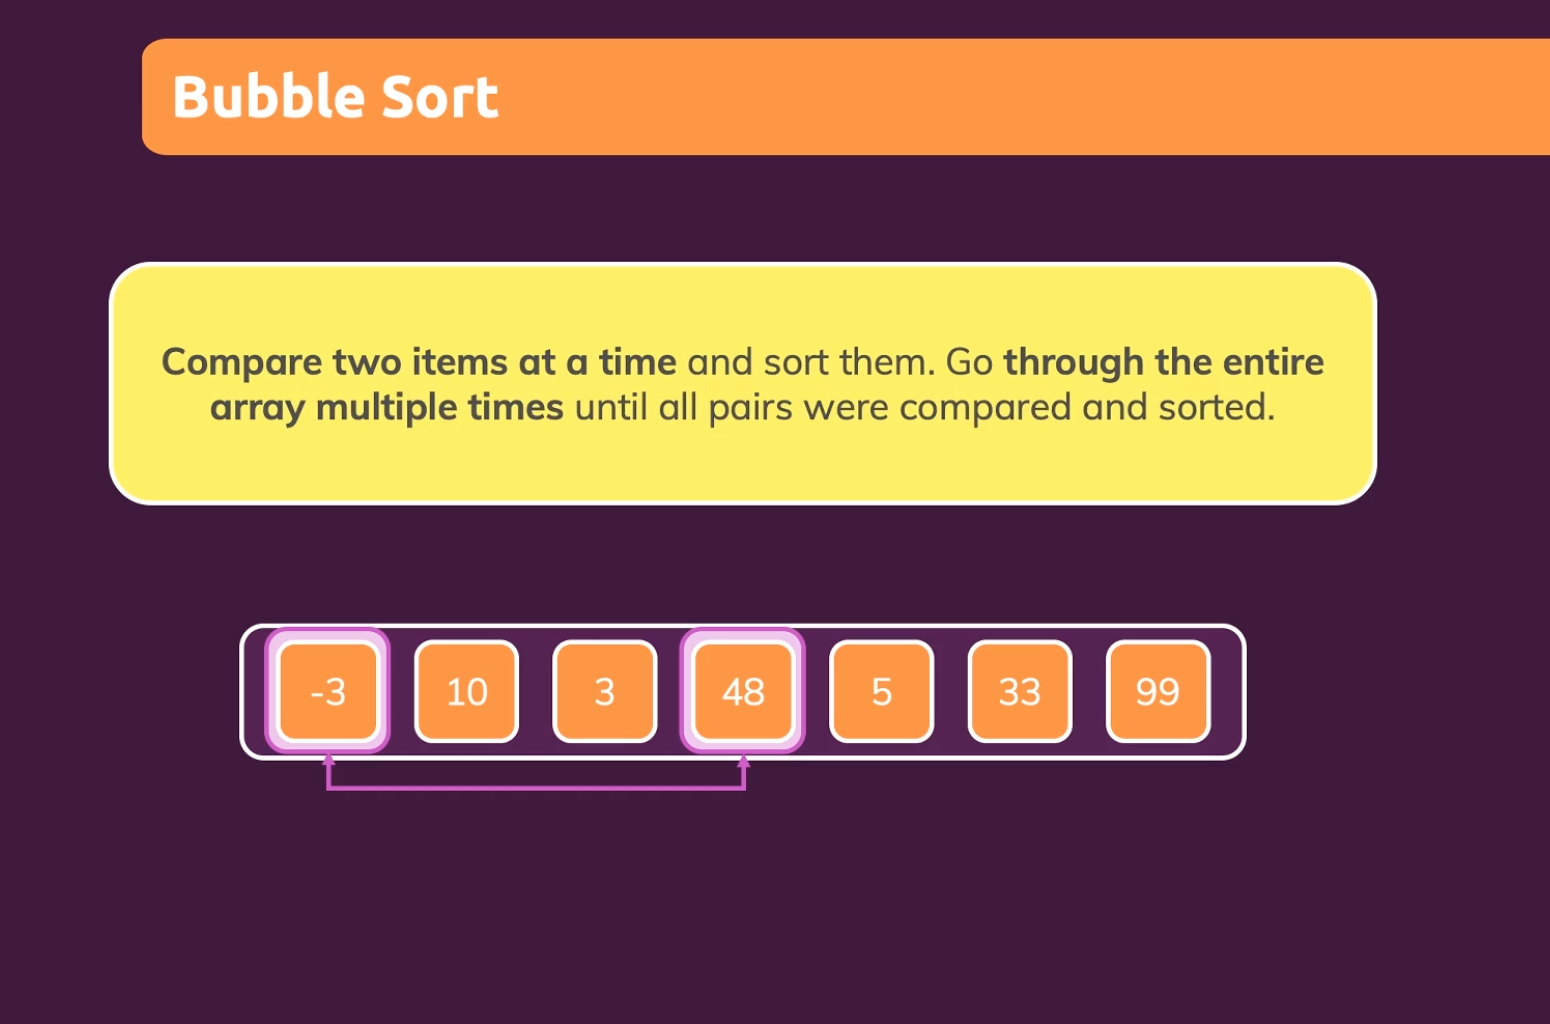 Bubble Sort
Compare two items at a time and sort them. Go through the entire
array multiple times until all pairs were compared and sorted.
-3 10 3 48 5 33 99